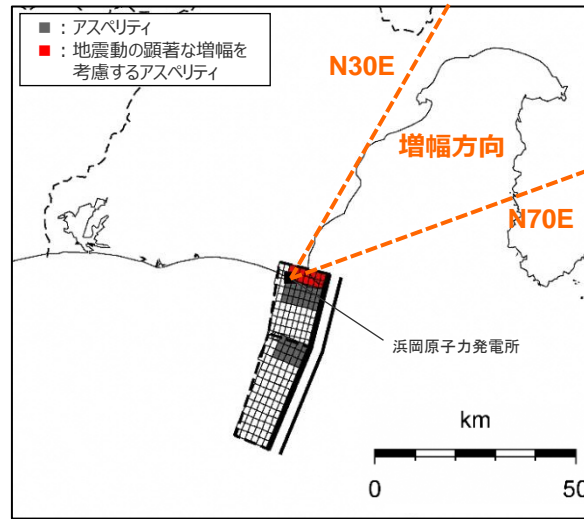 ■ : アスペリティ
■ : 地震動の顕著な増幅を
考慮するアスペリティ
N30E
増幅方向
N70E
浜岡原子力発電所
km
0 50